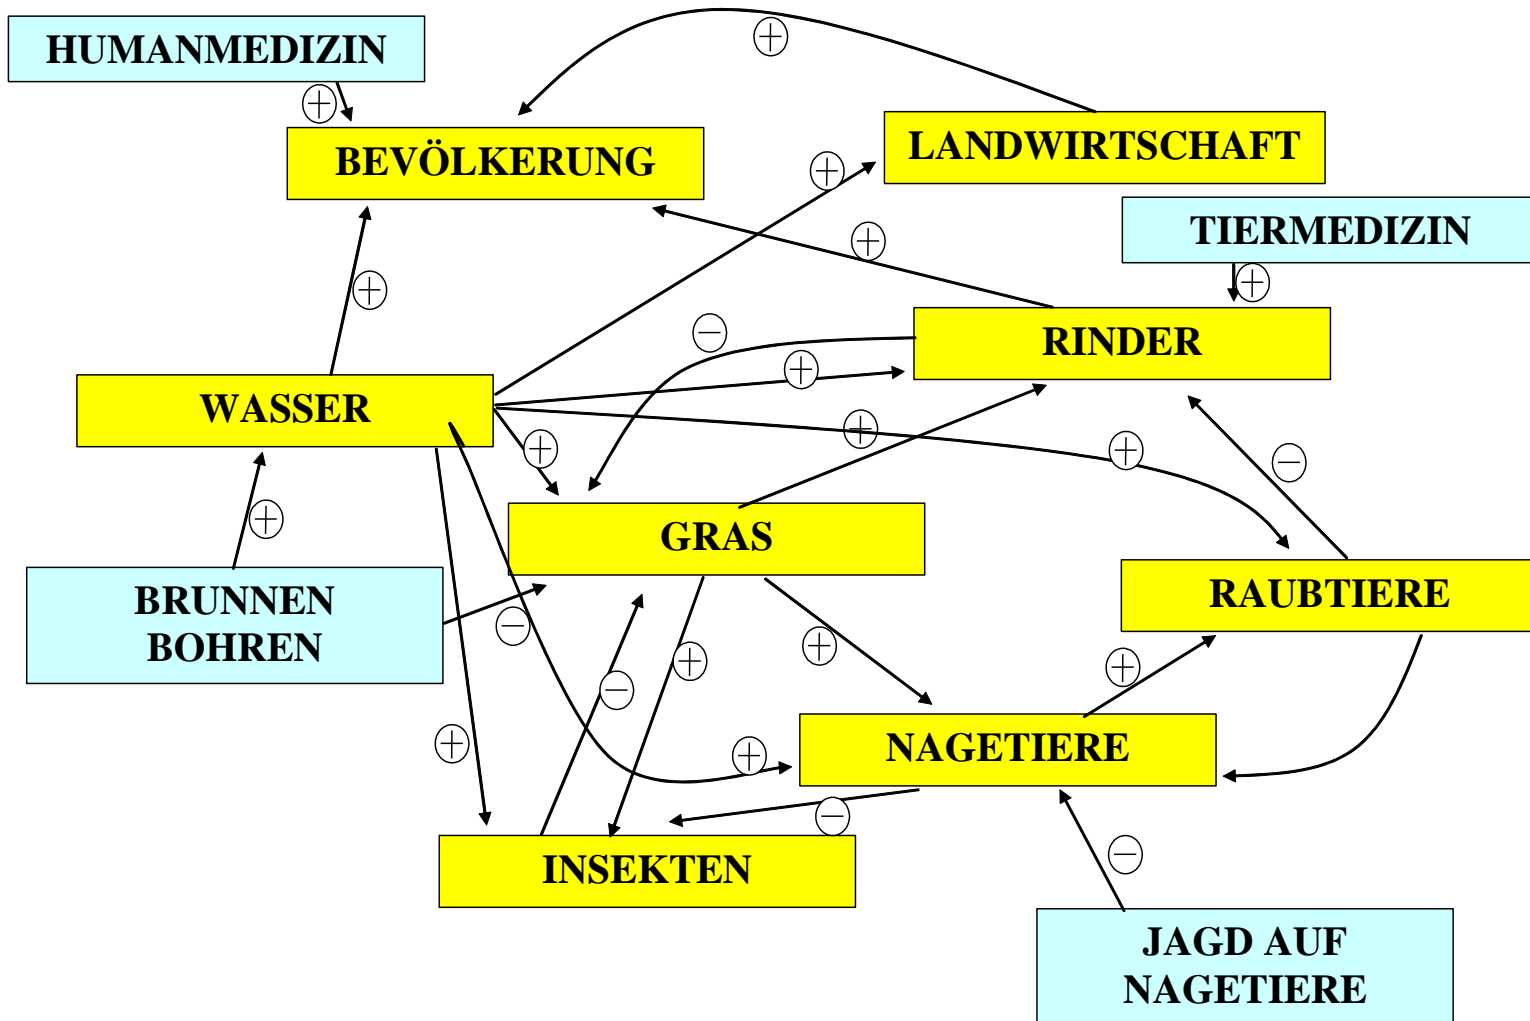 HUMANMEDIZIN
BEVÖLKERUNG
LANDWIRTSCHAFT
TIERMEDIZIN
RINDER
WASSER
GRAS
BRUNNEN
BOHREN
RAUBTIERE
NAGETIERE
INSEKTEN
JAGD AUF
NAGETIERE